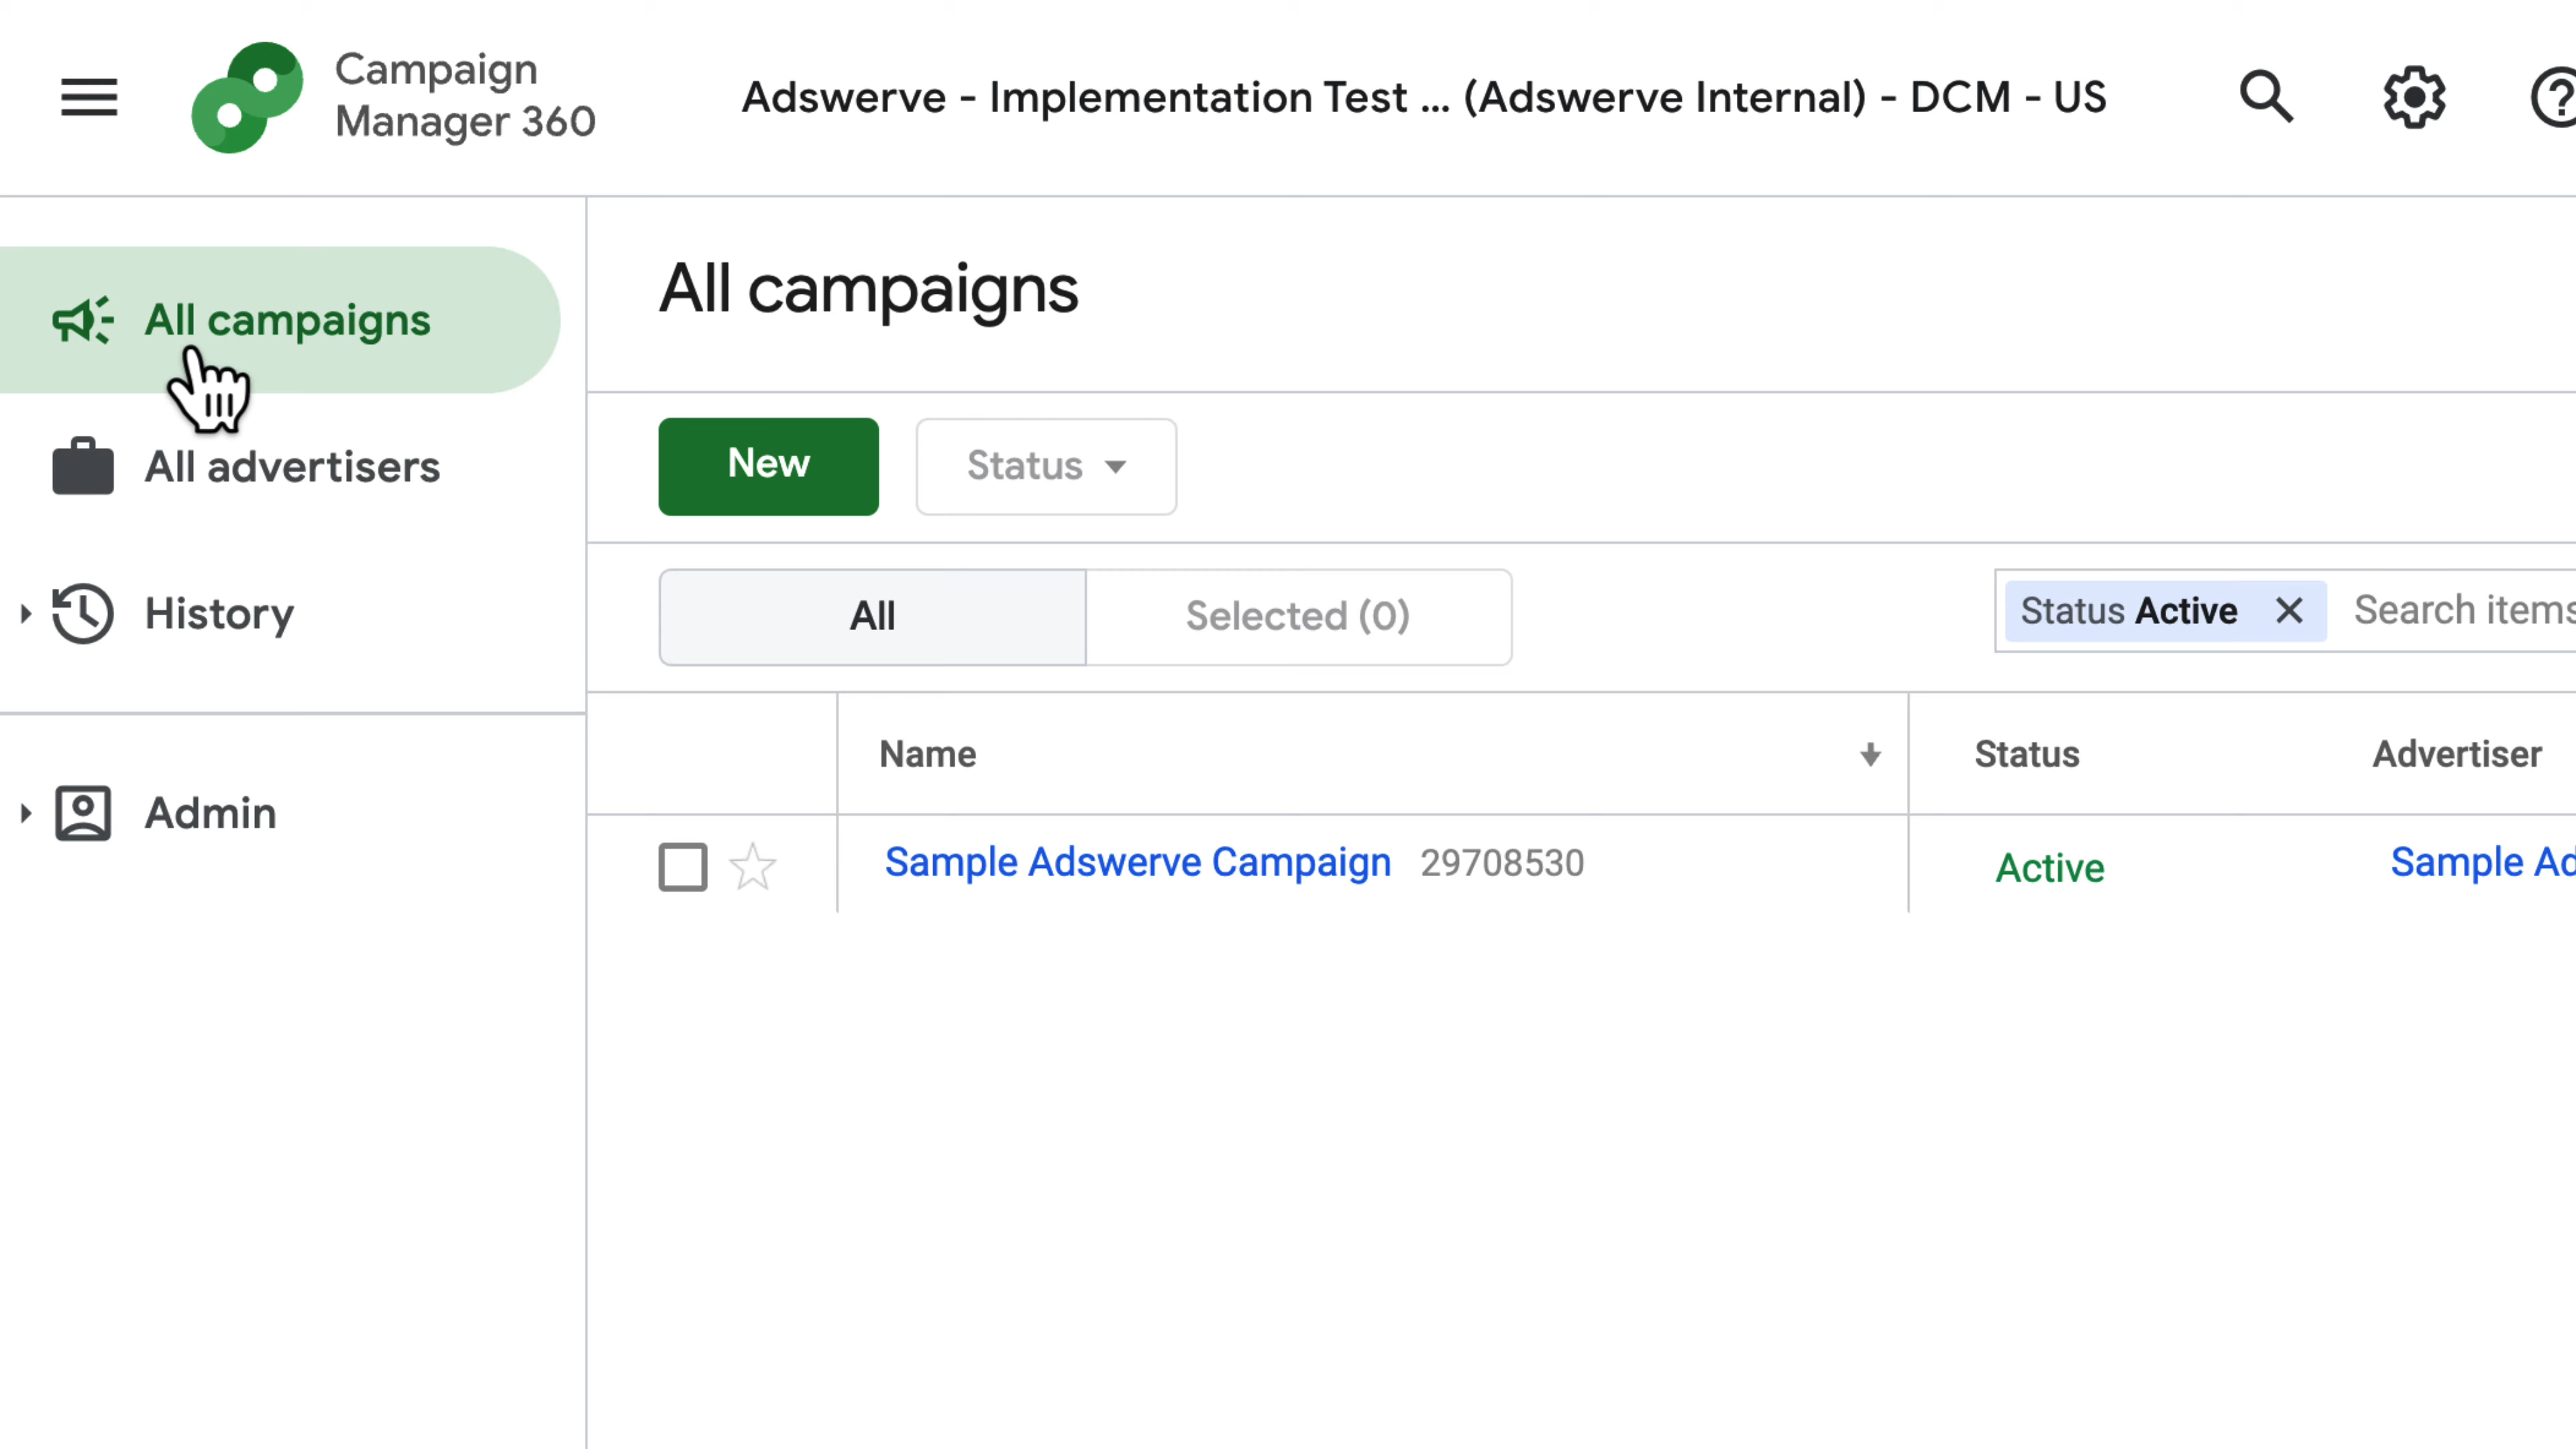 Campaign
Manager 360
Adswerve - Implementation Test ... (Adswerve Internal) - DCM - US
All campaigns
All advertisers
History
Admin
All campaigns
New
Status
All
Selected (0)
Status Active
Search items
Name
Status
Advertiser
Sample Adswerve Campaign 29708530
Active
Sample Ad